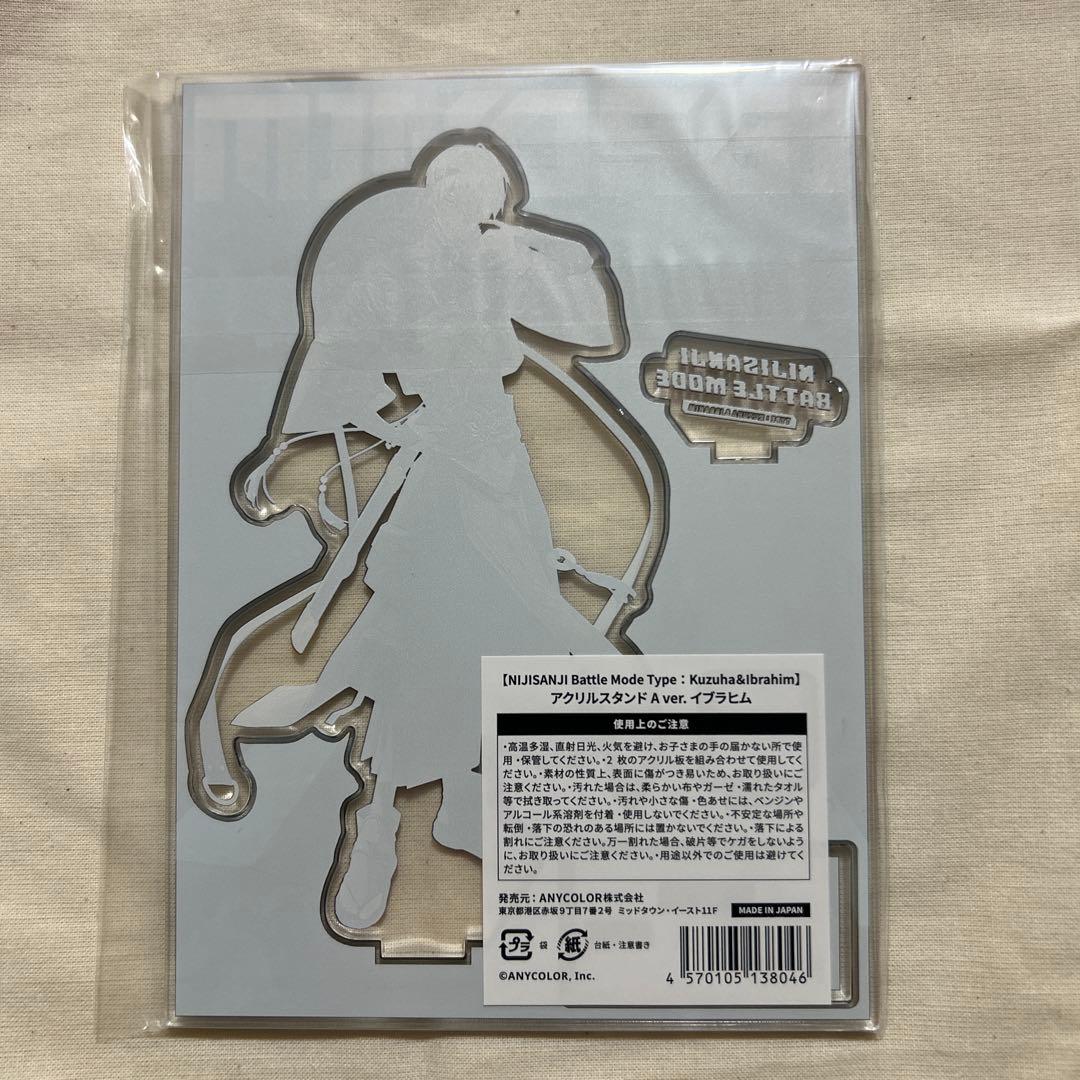 NIJISANJI
BATTLE MODE
【NIJISANJI Battle Mode Type：Kuzuha&Ibrahim】
アクリルスタンド A ver. イブラヒム
使用上のご注意
・高温多湿、直射日光、火気を避け、お子さまの手の届かない所で使用
・保管してください。・2 枚のアクリル板を組み合わせて使用してく
ださい。・素材の性質上、表面に傷がつき易いため、お取り扱いにご
注意ください。・汚れた場合は、柔らかい布やガーゼ・濡れたタオル
等で拭き取ってください。・汚れや小さな傷・色あせには、ベンジンや
アルコール系溶剤を付着・使用しないでください。・不安定な場所や
転倒・落下の恐れのある場所には置かないでください。・落下による
割れにご注意ください。万一割れた場合、破片等でケガをしないよう
に、お取り扱いにご注意ください。・用途以外でのご使用は避けてく
ださい。
発売元：ANYCOLOR株式会社
東京都港区赤坂9丁目7番2号 ミッドタウン・イースト11F
MADE IN JAPAN
プラ 袋 紙 台紙・注意書き
©ANYCOLOR, Inc.
4 570105 138046